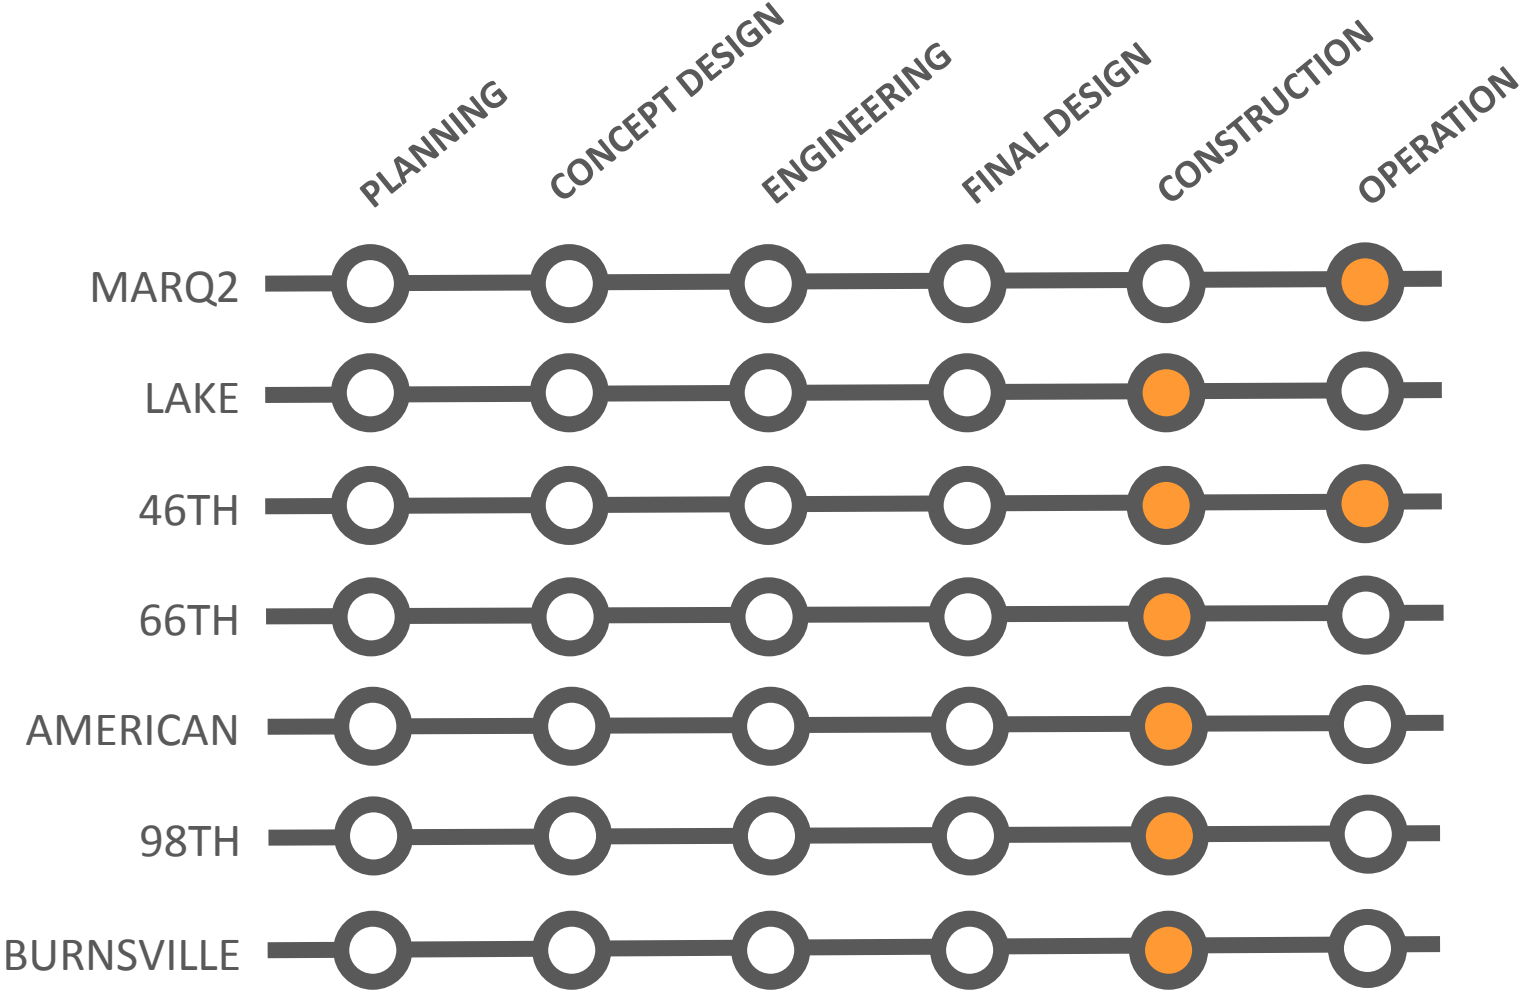 PLANNING
CONCEPT DESIGN
ENGINEERING
FINAL DESIGN
CONSTRUCTION
OPERATION
MARQ2
LAKE
46TH
66TH
AMERICAN
98TH
BURNSVILLE